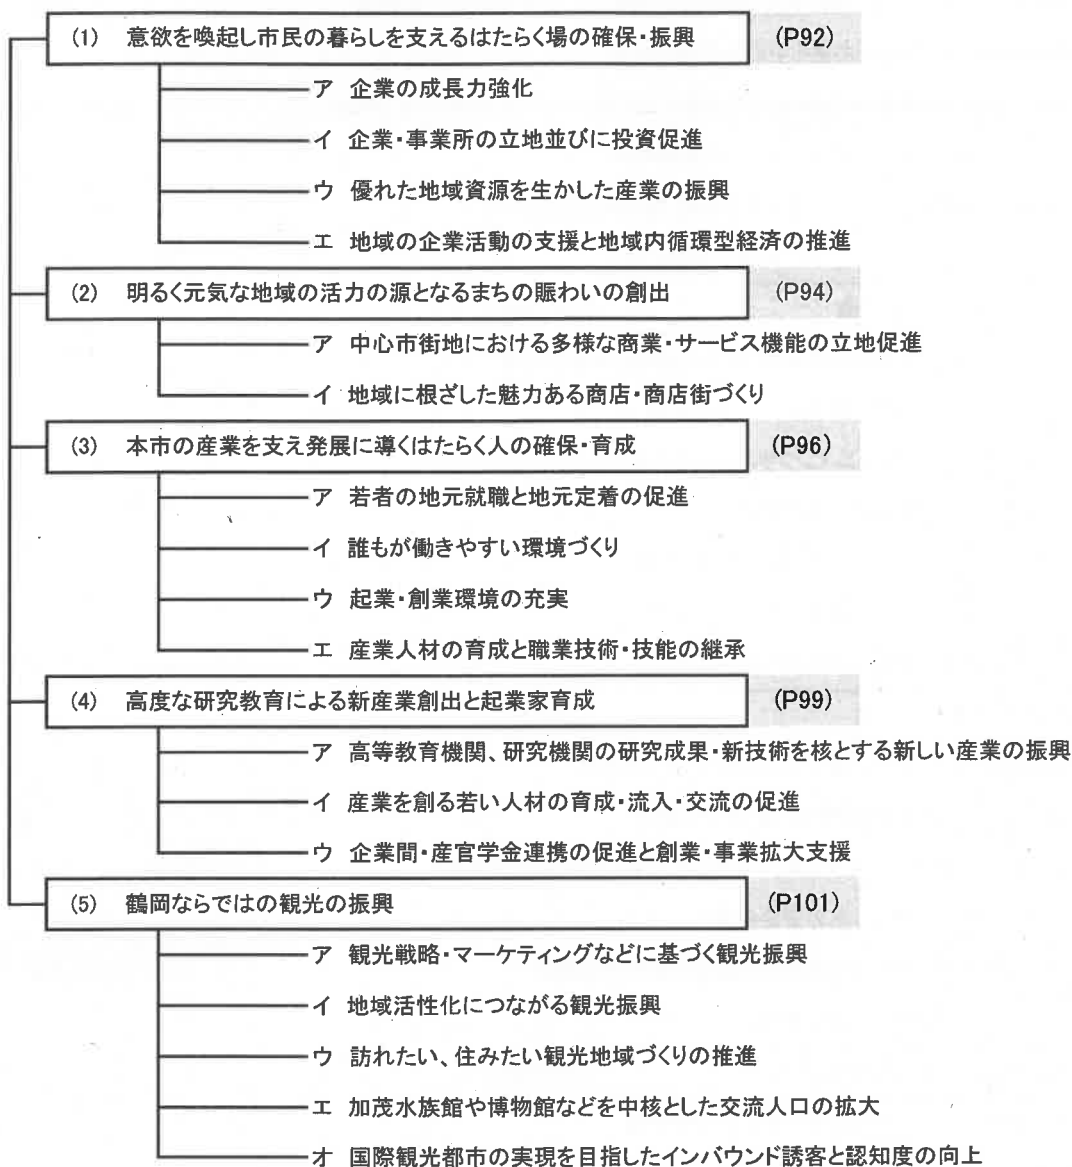 (1) 意欲を喚起し市民の暮らしを支えるはたらく場の確保・振興 (P92)
ア 企業の成長力強化
イ 企業・事業所の立地並びに投資促進
ウ 優れた地域資源を生かした産業の振興
エ 地域の企業活動の支援と地域内循環型経済の推進
(2) 明るく元気な地域の活力の源となるまちの賑わいの創出 (P94)
ア 中心市街地における多様な商業・サービス機能の立地促進
イ 地域に根ざした魅力ある商店・商店街づくり
(3) 本市の産業を支え発展に導くはたらく人の確保・育成 (P96)
ア 若者の地元就職と地元定着の促進
イ 誰もが働きやすい環境づくり
ウ 起業・創業環境の充実
エ 産業人材の育成と職業技術・技能の継承
(4) 高度な研究教育による新産業創出と起業家育成 (P99)
ア 高等教育機関、研究機関の研究成果・新技術を核とする新しい産業の振興
イ 産業を創る若い人材の育成・流入・交流の促進
ウ 企業間・産官学金連携の促進と創業・事業拡大支援
(5) 鶴岡ならではの観光の振興 (P101)
ア 観光戦略・マーケティングなどに基づく観光振興
イ 地域活性化につながる観光振興
ウ 訪れたい、住みたい観光地域づくりの推進
エ 加茂水族館や博物館などを中核とした交流人口の拡大
オ 国際観光都市の実現を目指したインバウンド誘客と認知度の向上